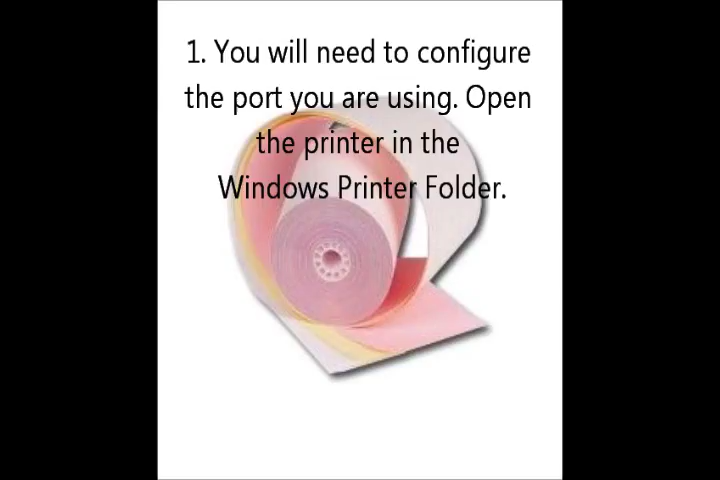 1. You will need to configure
the port you are using. Open
the printer in the
Windows Printer Folder.